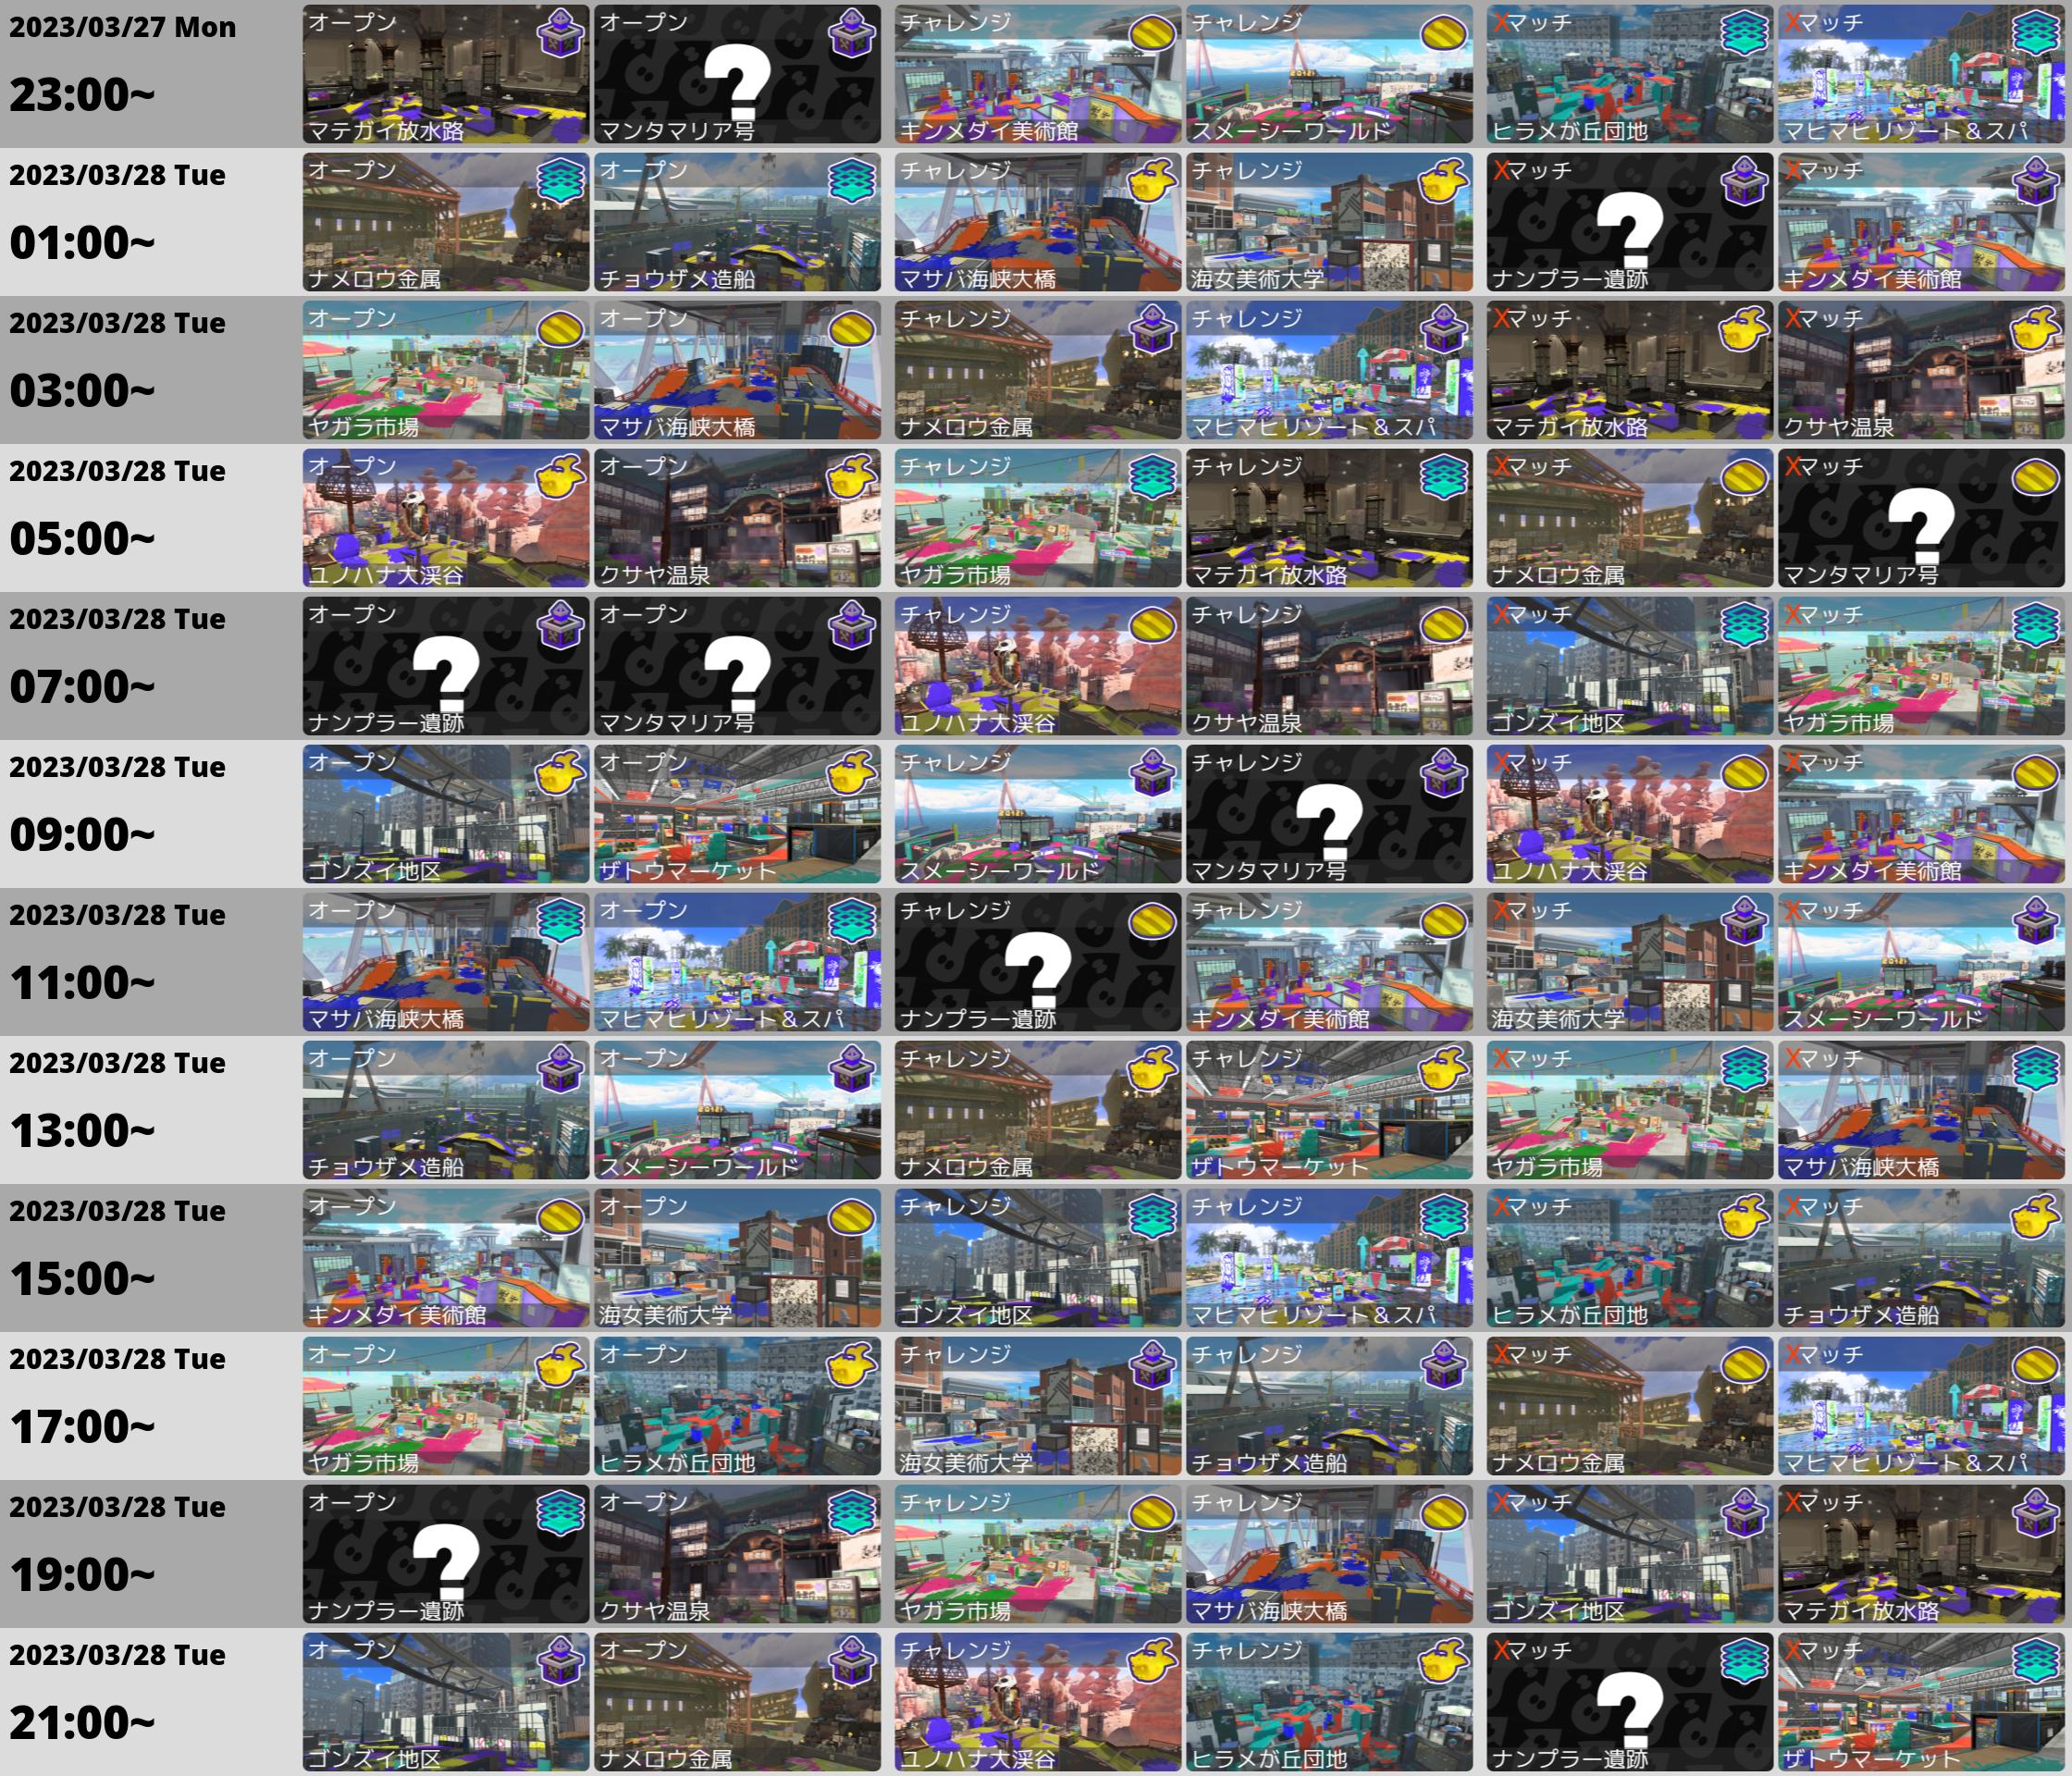 2023/03/27 Mon
23:00~
オープン オープン チャレンジ チャレンジ Xマッチ Xマッチ
マテガイ放水路 マンタマリア号 キンメダイ美術館 スメーシーワールド ヒラメが丘団地 マヒマヒリゾート&スパ
2023/03/28 Tue
01:00~
オープン オープン チャレンジ チャレンジ Xマッチ Xマッチ
ナメロウ金属 チョウザメ造船 マサバ海峡大橋 海女美術大学 ナンプラー遺跡 キンメダイ美術館
2023/03/28 Tue
03:00~
オープン オープン チャレンジ チャレンジ Xマッチ Xマッチ
ヤガラ市場 マサバ海峡大橋 ナメロウ金属 マヒマヒリゾート&スパ マテガイ放水路 クサヤ温泉
2023/03/28 Tue
05:00~
オープン オープン チャレンジ チャレンジ Xマッチ Xマッチ
ユノハナ大渓谷 クサヤ温泉 ヤガラ市場 マテガイ放水路 ナメロウ金属 マンタマリア号
2023/03/28 Tue
07:00~
オープン オープン チャレンジ チャレンジ Xマッチ Xマッチ
ナンプラー遺跡 マンタマリア号 ユノハナ大渓谷 クサヤ温泉 ゴンズイ地区 ヤガラ市場
2023/03/28 Tue
09:00~
オープン オープン チャレンジ チャレンジ Xマッチ Xマッチ
ゴンズイ地区 ザトウマーケット スメーシーワールド マンタマリア号 ユノハナ大渓谷 キンメダイ美術館
2023/03/28 Tue
11:00~
オープン オープン チャレンジ チャレンジ Xマッチ Xマッチ
マサバ海峡大橋 マヒマヒリゾート&スパ ナンプラー遺跡 キンメダイ美術館 海女美術大学 スメーシーワールド
2023/03/28 Tue
13:00~
オープン オープン チャレンジ チャレンジ Xマッチ Xマッチ
チョウザメ造船 スメーシーワールド ナメロウ金属 ザトウマーケット ヤガラ市場 マサバ海峡大橋
2023/03/28 Tue
15:00~
オープン オープン チャレンジ チャレンジ Xマッチ Xマッチ
キンメダイ美術館 海女美術大学 ゴンズイ地区 マヒマヒリゾート&スパ ヒラメが丘団地 チョウザメ造船
2023/03/28 Tue
17:00~
オープン オープン チャレンジ チャレンジ Xマッチ Xマッチ
ヤガラ市場 ヒラメが丘団地 海女美術大学 チョウザメ造船 ナメロウ金属 マヒマヒリゾート&スパ
2023/03/28 Tue
19:00~
オープン オープン チャレンジ チャレンジ Xマッチ Xマッチ
ナンプラー遺跡 クサヤ温泉 ヤガラ市場 マサバ海峡大橋 ゴンズイ地区 マテガイ放水路
2023/03/28 Tue
21:00~
オープン オープン チャレンジ チャレンジ Xマッチ Xマッチ
ゴンズイ地区 ナメロウ金属 ユノハナ大渓谷 ヒラメが丘団地 ナンプラー遺跡 ザトウマーケット